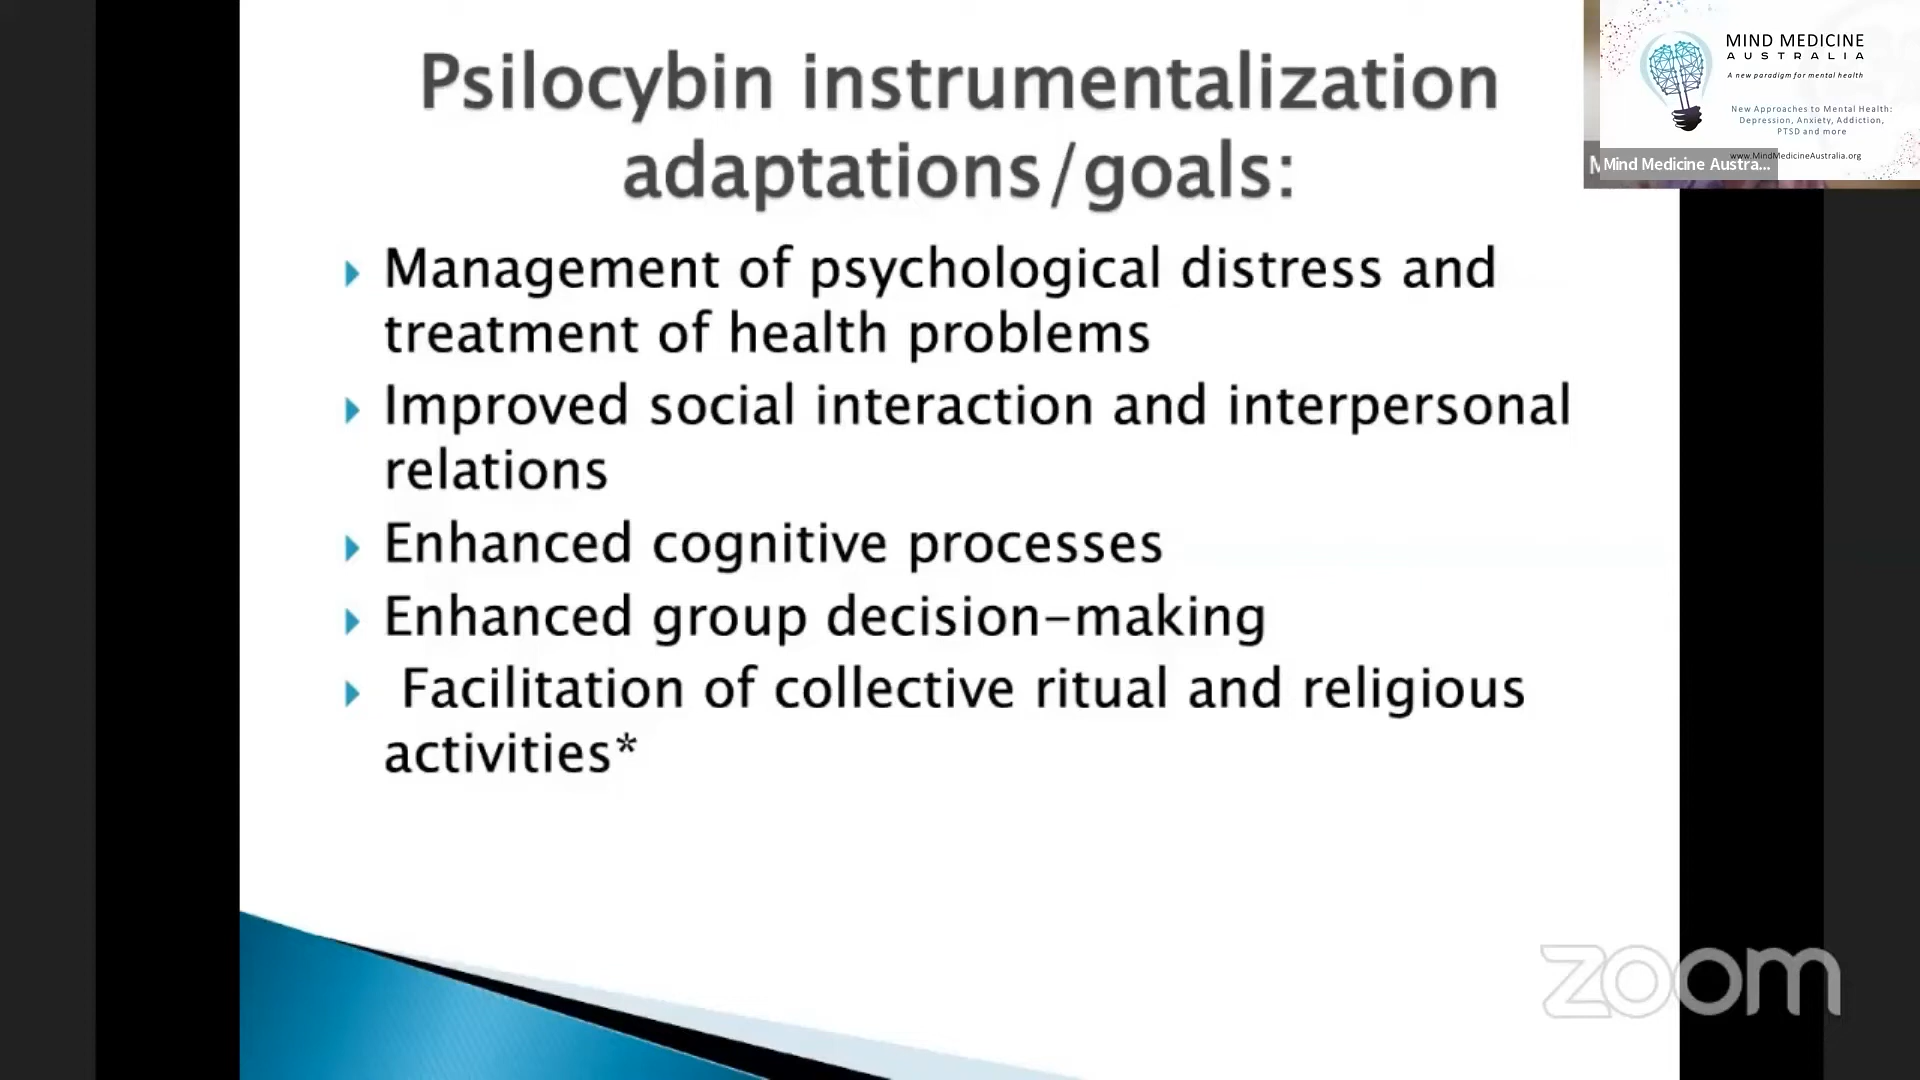 Psilocybin instrumentalization
adaptations/goals:
Management of psychological distress and
treatment of health problems
Improved social interaction and interpersonal
relations
Enhanced cognitive processes
Enhanced group decision-making
Facilitation of collective ritual and religious
activities*
MIND MEDICINE
AUSTRALIA
A new paradigm for mental health
New Approaches to Mental Health:
Depression, Anxiety, Addiction,
PTSD and more
www.MindMedicineAustralia.org
Mind Medicine Austra...
zoom